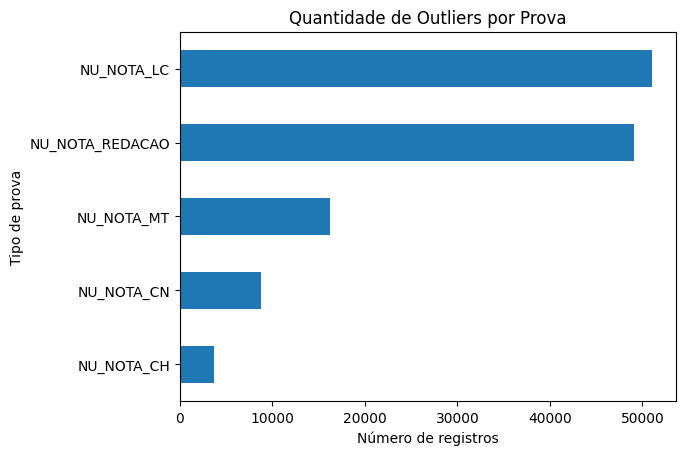 Quantidade de Outliers por Prova
Tipo de prova
NU_NOTA_LC
NU_NOTA_REDACAO
NU_NOTA_MT
NU_NOTA_CN
NU_NOTA_CH
0 10000 20000 30000 40000 50000
Número de registros